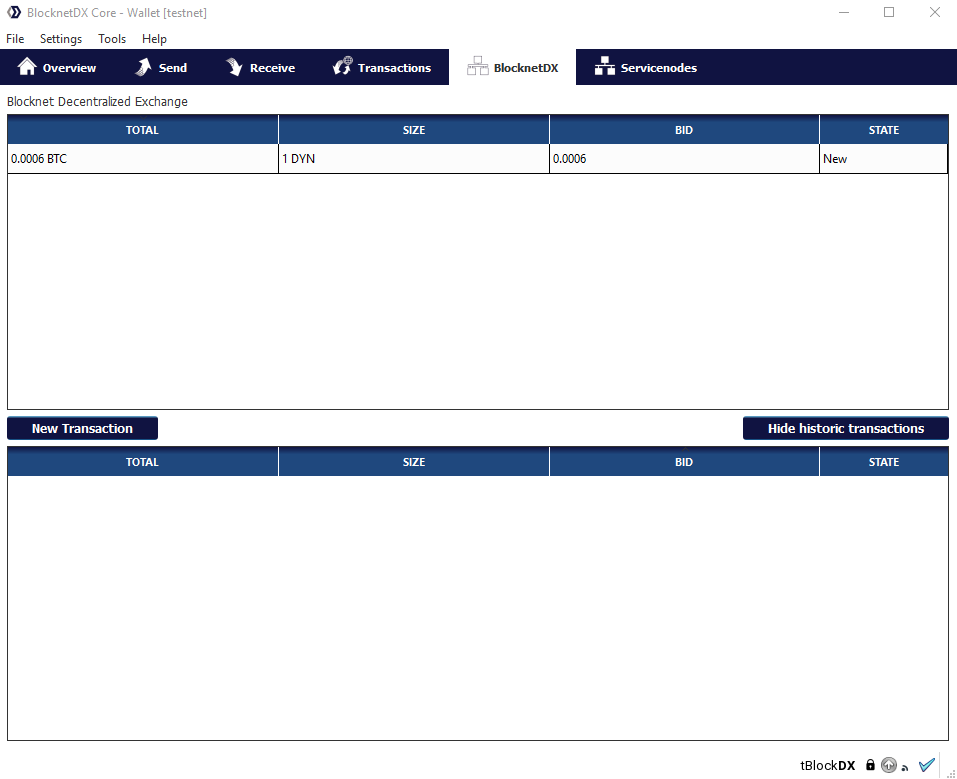 BlocknetDX Core - Wallet [testnet]
File Settings Tools Help
Overview Send Receive Transactions BlocknetDX Servicenodes
Blocknet Decentralized Exchange
TOTAL SIZE BID STATE
0.0006 BTC 1 DYN 0.0006 New
New Transaction Hide historic transactions
TOTAL SIZE BID STATE
tBlockDX